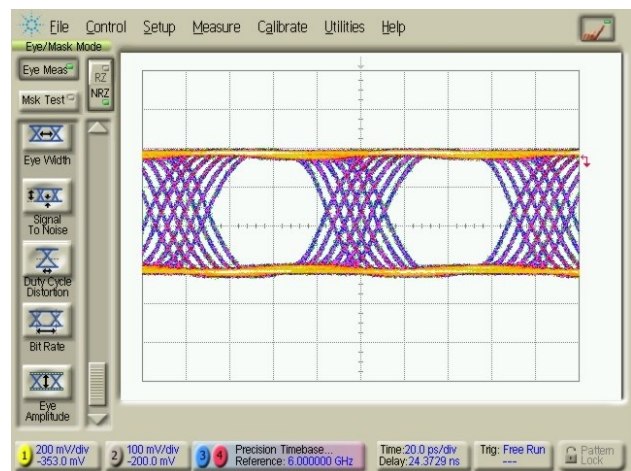 File Control Setup Measure Calibrate Utilities Help
Eye/Mask Mode
Eye Meas
RZ
NRZ
Msk Test
Eye Width
Signal
To Noise
Duty Cycle
Distortion
Bit Rate
Eye
Amplitude
1 200 mV/div
-353.0 mV
2 100 mV/div
-200.0 mV
3 4 Precision Timebase...
Reference: 6.000000 GHz
Time:20.0 ps/div
Delay:24.3729 ns
Trig: Free Run
---
Pattern
Lock